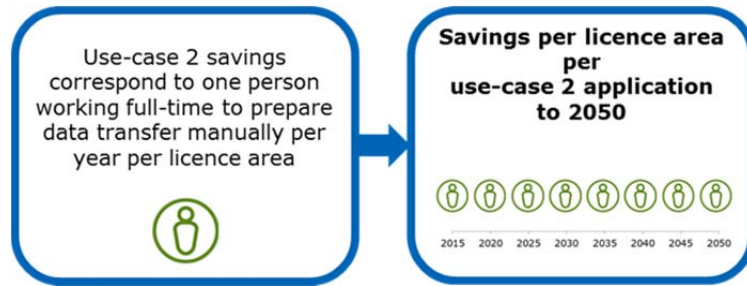 Use-case 2 savings
correspond to one person
working full-time to prepare
data transfer manually per
year per licence area
Savings per licence area
per
use-case 2 application
to 2050
2015 2020 2025 2030 2035 2040 2045 2050